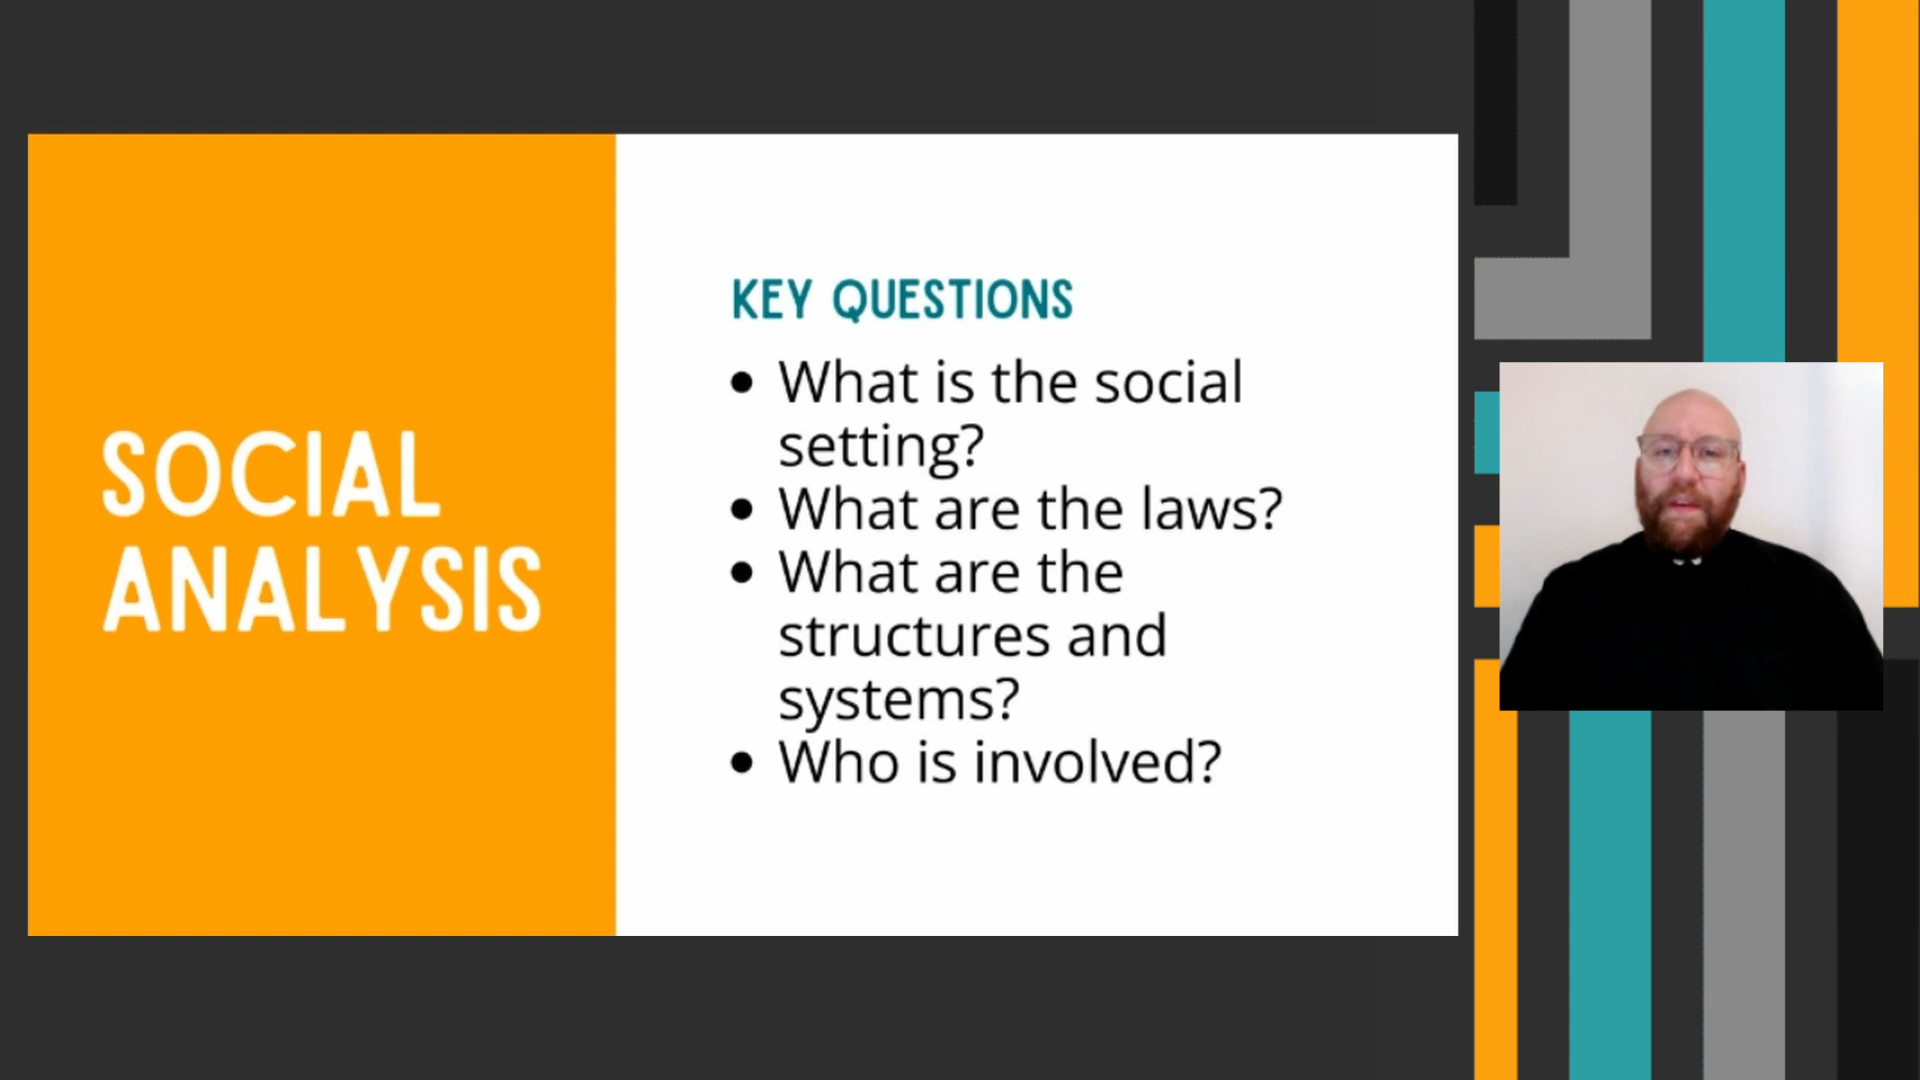 SOCIAL
ANALYSIS
KEY QUESTIONS
• What is the social
setting?
• What are the laws?
• What are the
structures and
systems?
• Who is involved?